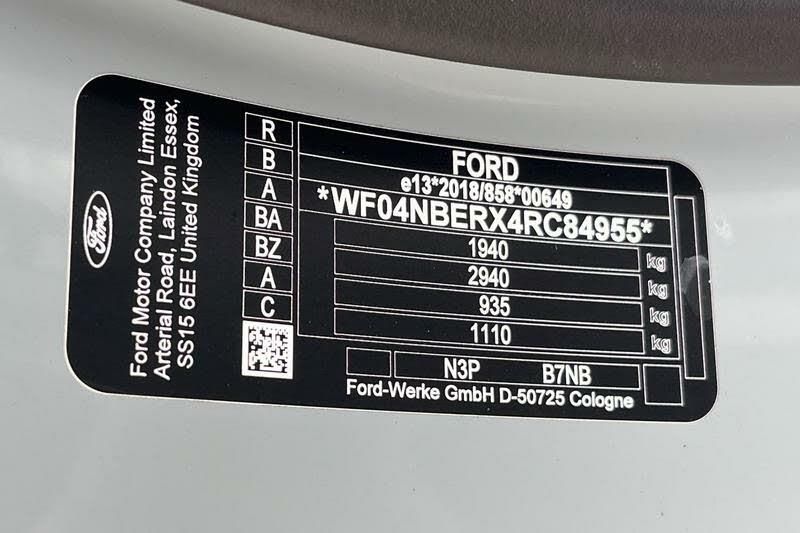 Ford
Ford Motor Company Limited
Arterial Road, Laindon Essex,
SS15 6EE United Kingdom
R
B
A
BA
BZ
A
C
FORD
e13*2018/858*00649
*WF04NBERX4RC84955*
1940 kg
2940 kg
935 kg
1110 kg
N3P B7NB
Ford-Werke GmbH D-50725 Cologne